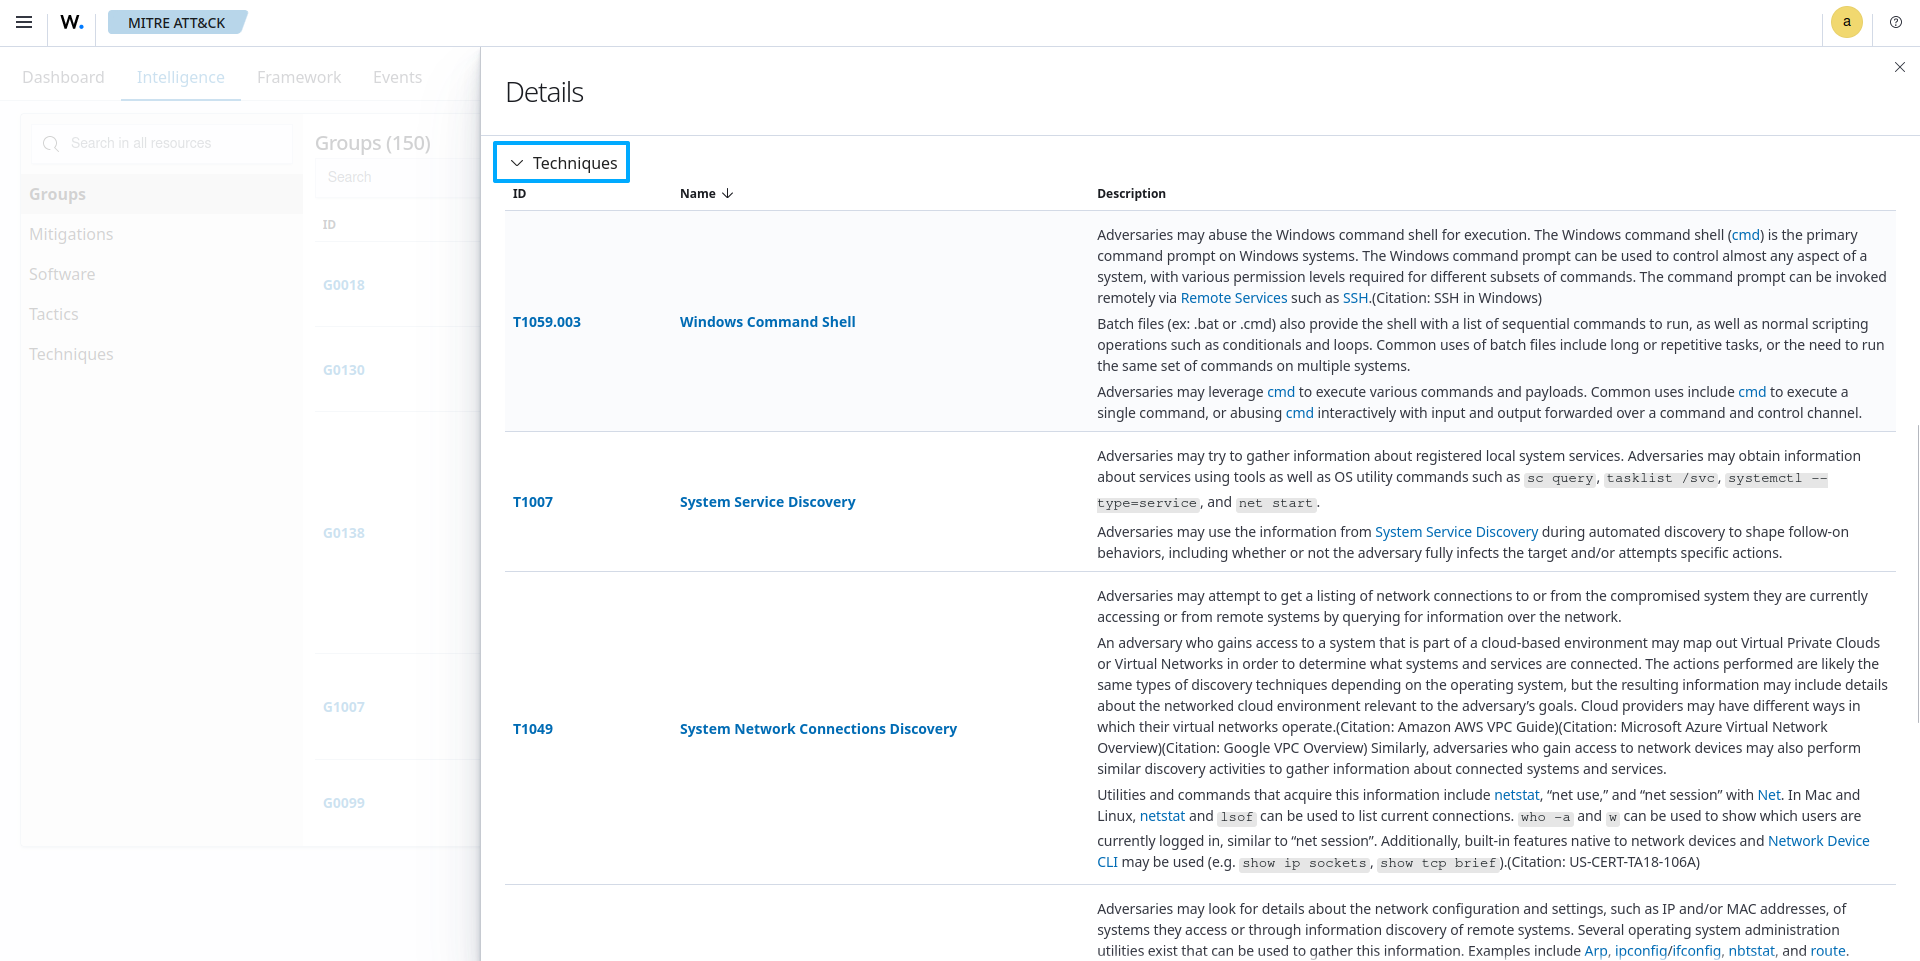 W.
MITRE ATT&CK
a
Dashboard
Intelligence
Framework
Events
Search in all resources
Groups
Mitigations
Software
Tactics
Techniques
Groups (150)
Search
ID
G0018
G0130
G0138
G1007
G0099
Details
Techniques
ID Name Description
T1059.003
Windows Command Shell
Adversaries may abuse the Windows command shell for execution. The Windows command shell (cmd) is the primary
command prompt on Windows systems. The Windows command prompt can be used to control almost any aspect of a
system, with various permission levels required for different subsets of commands. The command prompt can be invoked
remotely via Remote Services such as SSH.(Citation: SSH in Windows)
Batch files (ex: .bat or .cmd) also provide the shell with a list of sequential commands to run, as well as normal scripting
operations such as conditionals and loops. Common uses of batch files include long or repetitive tasks, or the need to run
the same set of commands on multiple systems.
Adversaries may leverage cmd to execute various commands and payloads. Common uses include cmd to execute a
single command, or abusing cmd interactively with input and output forwarded over a command and control channel.
T1007
System Service Discovery
Adversaries may try to gather information about registered local system services. Adversaries may obtain information
about services using tools as well as OS utility commands such as sc query, tasklist /svc, systemctl --
type=service, and net start.
Adversaries may use the information from System Service Discovery during automated discovery to shape follow-on
behaviors, including whether or not the adversary fully infects the target and/or attempts specific actions.
T1049
System Network Connections Discovery
Adversaries may attempt to get a listing of network connections to or from the compromised system they are currently
accessing or from remote systems by querying for information over the network.
An adversary who gains access to a system that is part of a cloud-based environment may map out Virtual Private Clouds
or Virtual Networks in order to determine what systems and services are connected. The actions performed are likely the
same types of discovery techniques depending on the operating system, but the resulting information may include details
about the networked cloud environment relevant to the adversary's goals. Cloud providers may have different ways in
which their virtual networks operate.(Citation: Amazon AWS VPC Guide)(Citation: Microsoft Azure Virtual Network
Overview)(Citation: Google VPC Overview) Similarly, adversaries who gain access to network devices may also perform
similar discovery activities to gather information about connected systems and services.
Utilities and commands that acquire this information include netstat, “net use,” and “net session” with Net. In Mac and
Linux, netstat and lsof can be used to list current connections. who -a and w can be used to show which users are
currently logged in, similar to “net session”. Additionally, built-in features native to network devices and Network Device
CLI may be used (e.g. show ip sockets, show tcp brief).(Citation: US-CERT-TA18-106A)
Adversaries may look for details about the network configuration and settings, such as IP and/or MAC addresses, of
systems they access or through information discovery of remote systems. Several operating system administration
utilities exist that can be used to gather this information. Examples include Arp, ipconfig/ifconfig, nbtstat, and route.